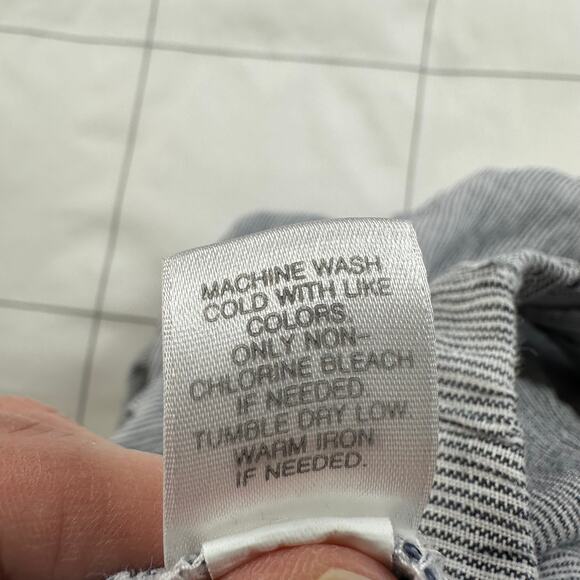 MACHINE WASH
COLD WITH LIKE
COLORS.
ONLY NON-
CHLORINE BLEACH
IF NEEDED.
TUMBLE DRY LOW.
WARM IRON
IF NEEDED.